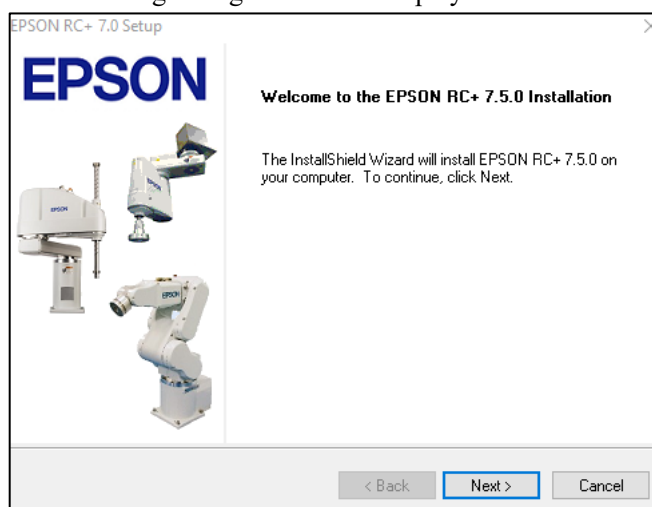 EPSON RC+ 7.0 Setup
EPSON
Welcome to the EPSON RC+ 7.5.0 Installation
The InstallShield Wizard will install EPSON RC+ 7.5.0 on
your computer. To continue, click Next.
EPSON
EPSON
< Back
Next >
Cancel